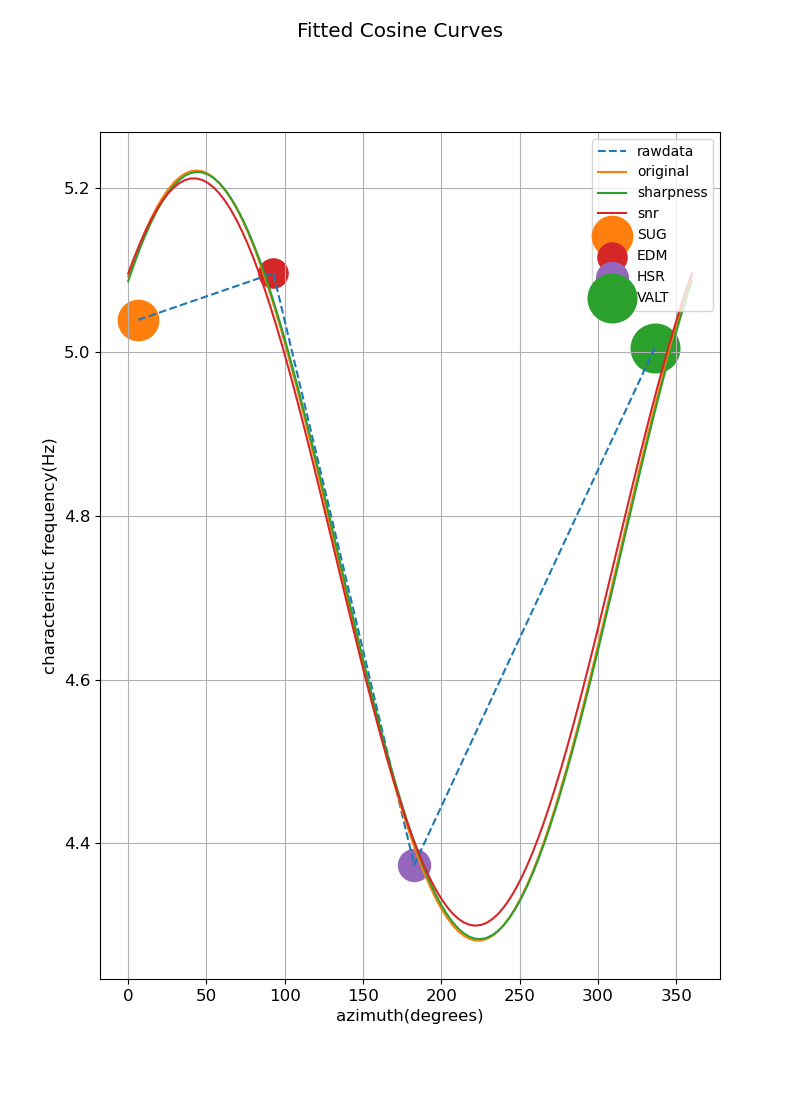 Fitted Cosine Curves
rawdata
original
sharpness
snr
SUG
EDM
HSR
VALT
5.2
5.0
4.8
4.6
4.4
characteristic frequency(Hz)
0 50 100 150 200 250 300 350
azimuth(degrees)